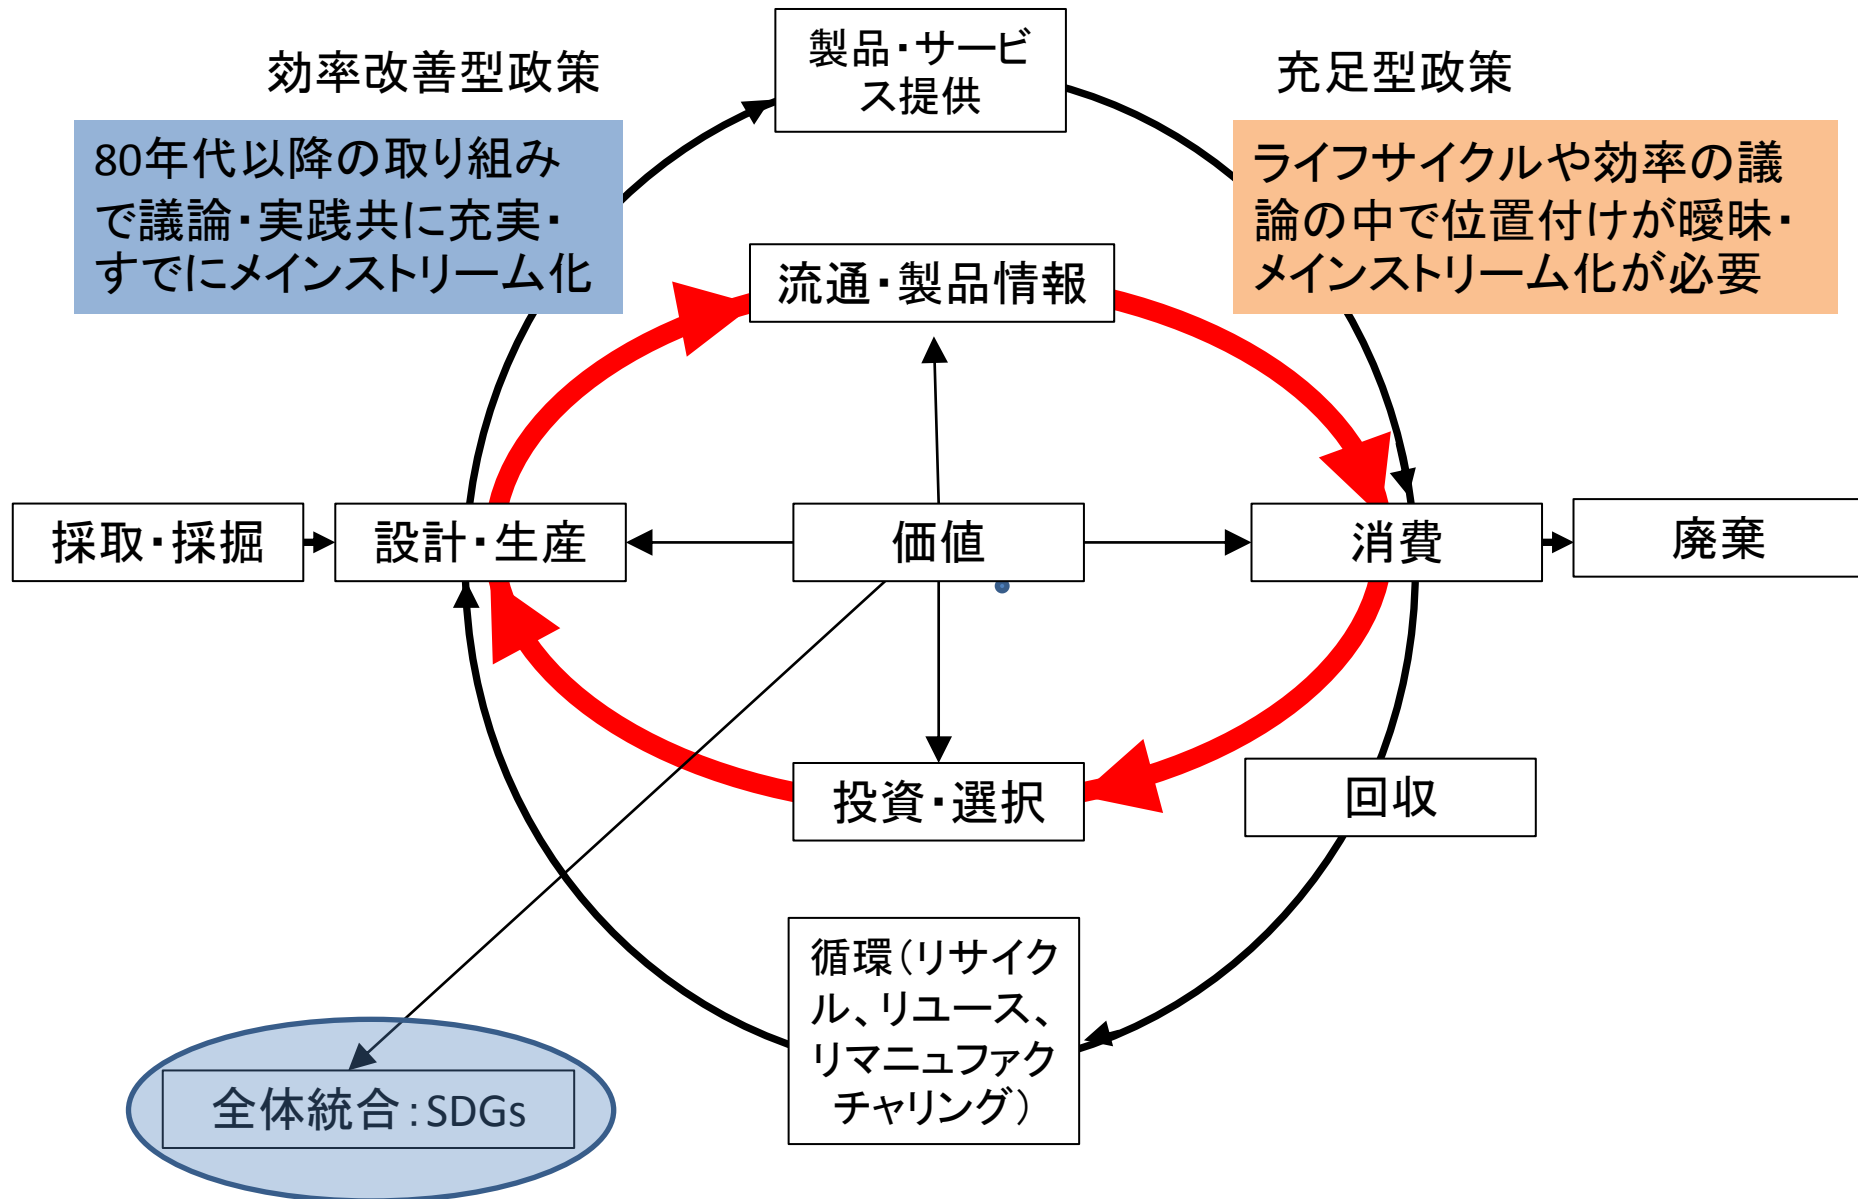 製品・サービ
ス提供
効率改善型政策
充足型政策
80年代以降の取り組み
で議論・実践共に充実・
すでにメインストリーム化
ライフサイクルや効率の議
論の中で位置付けが曖昧・
メインストリーム化が必要
流通・製品情報
採取・採掘
設計・生産
価値
消費
廃棄
投資・選択
回収
循環（リサイク
ル、リユース、
リマニュファク
チャリング）
全体統合：SDGs